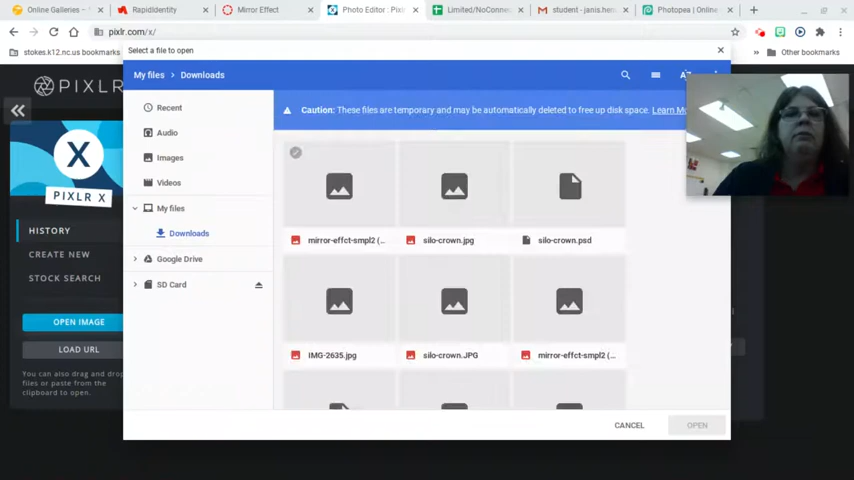 Online Galleries -
RapidIdentity
Mirror Effect
Photo Editor : Pix
Limited/NoConne
student - janis.he
Photopea | Online
pixlr.com/x/
stokes.k12.nc.us bookmarks
Other bookmarks
Select a file to open
My files > Downloads
Caution: These files are temporary and may be automatically deleted to free up disk space. Learn Mo
Recent
Audio
Images
Videos
My files
Downloads
Google Drive
SD Card
mirror-effct-smpl2 (...
silo-crown.jpg
silo-crown.psd
IMG-2635.jpg
silo-crown.JPG
mirror-effct-smpl2 (...
CANCEL
OPEN
PIXLR
X
PIXLR X
HISTORY
CREATE NEW
STOCK SEARCH
OPEN IMAGE
LOAD URL
You can also drag and drop
files or paste from the
clipboard to open.